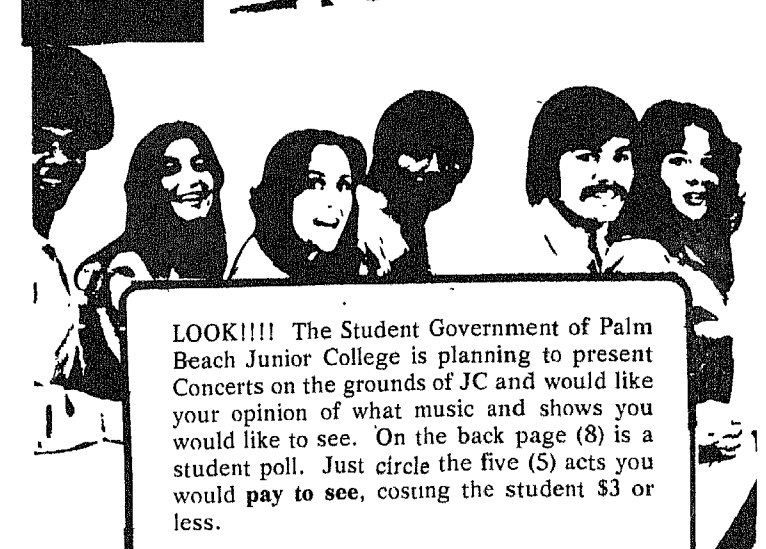 LOOK!!!! The Student Government of Palm
Beach Junior College is planning to present
Concerts on the grounds of JC and would like
your opinion of what music and shows you
would like to see. On the back page (8) is a
student poll. Just circle the five (5) acts you
would pay to see, costing the student $3 or
less.